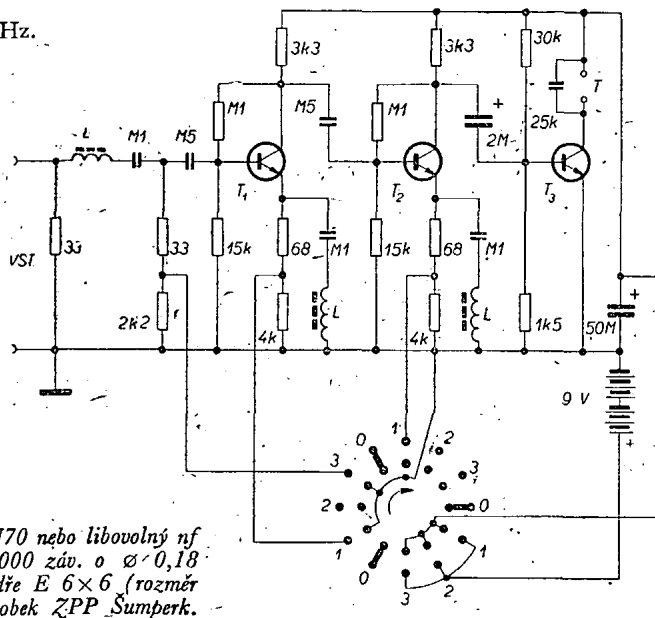 Hz.
3k3
3k3
30k
M1
M5
M1
+
2M
25k
T
L
M1
M5
T1
T2
T3
VST.
33
33
15k
68
M1
15k
68
M1
2k2
4k
L
4k
L
1k5
50M
+
9 V
+
0
1
2
3
3
2
0
1
0
1
3
2
70 nebo libovolný nf
000 záv. o ø 0,18
dře E 6×6 (rozměr
obek ZPP Šumperk.